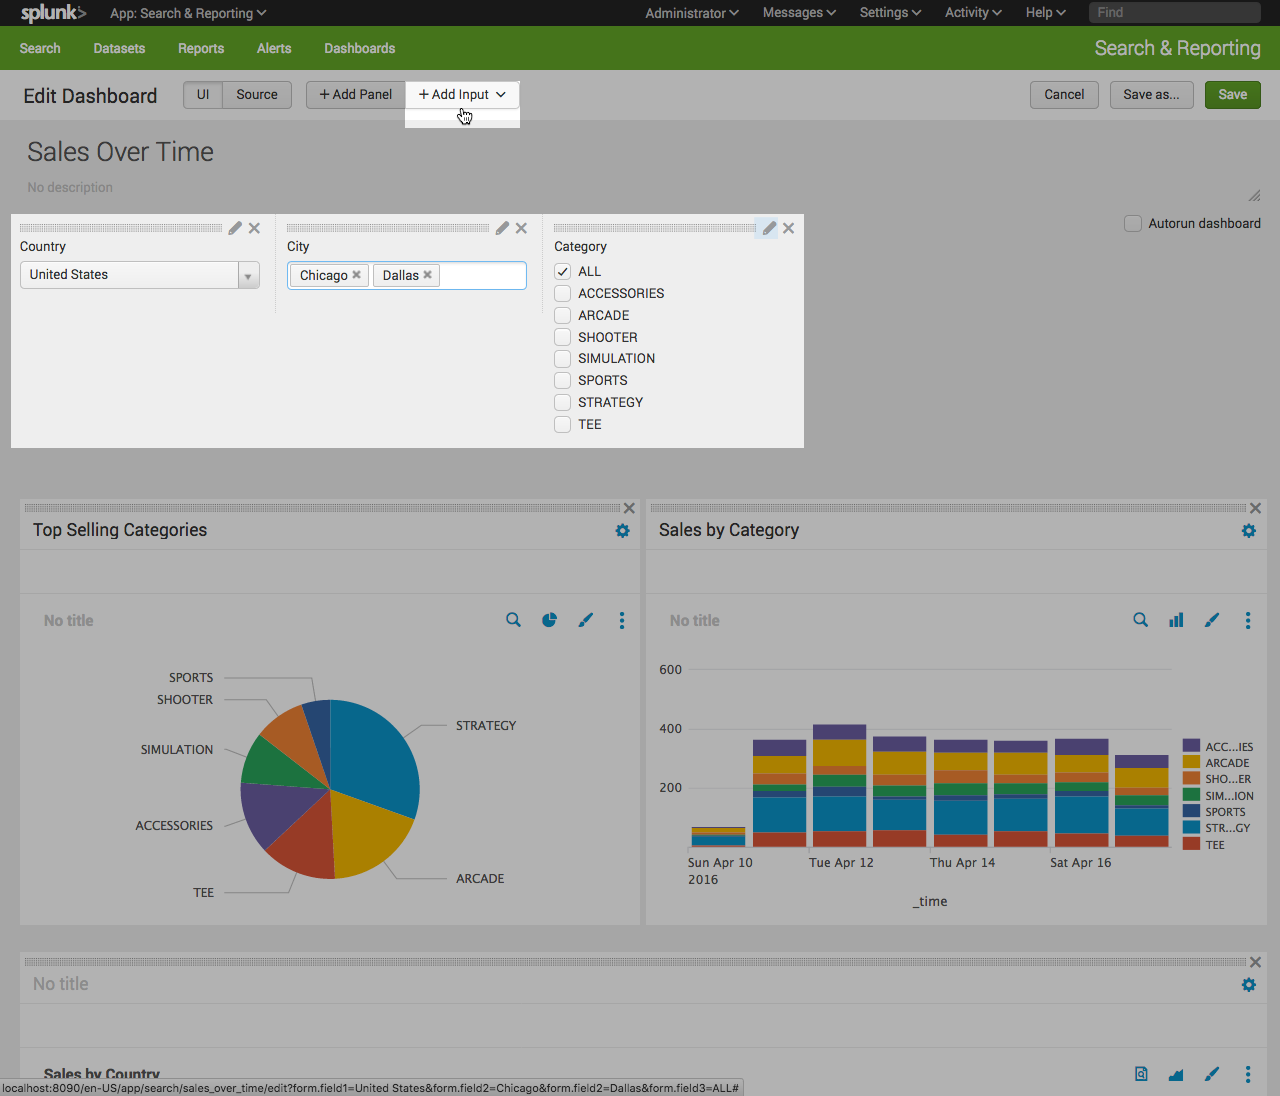 splunk> App: Search & Reporting Administrator Messages Settings Activity Help Find
Search Datasets Reports Alerts Dashboards Search & Reporting
Edit Dashboard UI Source + Add Panel + Add Input Cancel Save as... Save
Sales Over Time
No description
Autorun dashboard
Country City Category
United States Chicago Dallas ALL
ACCESSORIES
ARCADE
SHOOTER
SIMULATION
SPORTS
STRATEGY
TEE
Top Selling Categories
No title
SPORTS
SHOOTER
STRATEGY
SIMULATION
ACCESSORIES
ARCADE
TEE
Sales by Category
No title
600
400
200
ACC...IES
ARCADE
SHO...ER
SIM...ION
SPORTS
STR...GY
TEE
Sun Apr 10 Tue Apr 12 Thu Apr 14 Sat Apr 16
2016
_time
No title
Sales by Country
localhost:8090/en-US/app/search/sales_over_time/edit?form.field1=United States&form.field2=Chicago&form.field2=Dallas&form.field3=ALL#